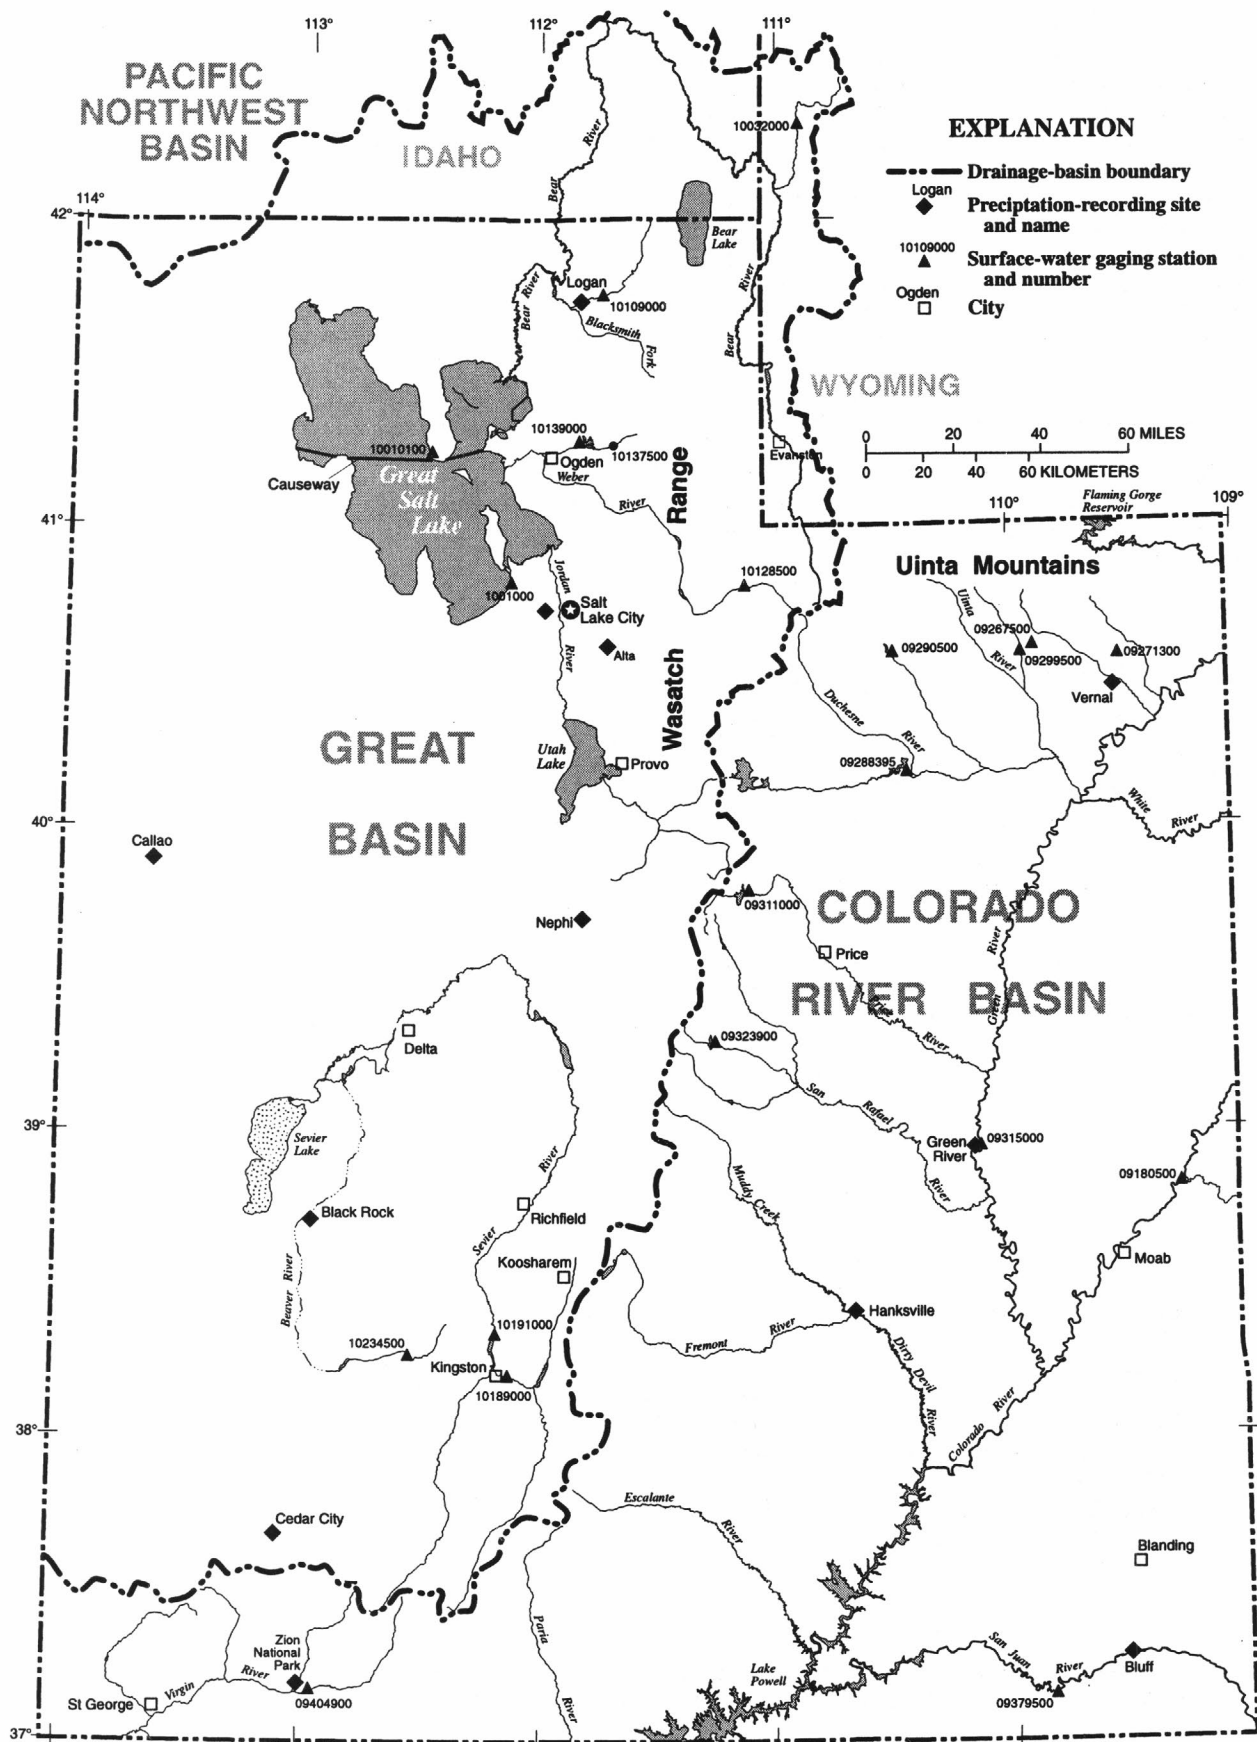 113°
112°
111°
PACIFIC
NORTHWEST
BASIN
IDAHO
River
10032000
EXPLANATION
Drainage-basin boundary
Logan
Preciptation-recording site
and name
10109000
Surface-water gaging station
and number
Ogden
City
114°
42°
Bear
Bear
Lake
River
Bear
River
Bear
Logan
10109000
Blacksmith
Fork
WYOMING
10139000
10137500
10010100
Ogden
Weber
River
Causeway
Great
Salt
Lake
Range
Evanston
0 20 40 60 MILES
0 20 40 60 KILOMETERS
110°
Flaming Gorge
Reservoir
109°
41°
Uinta Mountains
Jordan
River
1001000
Salt
Lake City
Alta
10128500
Wasatch
Uinta
River
09267500
09299500
09290500
09271300
Vernal
Duchesne
River
09288395
GREAT
BASIN
Utah
Lake
Provo
40°
White
River
Callao
Nephi
09311000
COLORADO
RIVER BASIN
Price
Price
River
Green
River
Delta
09323900
San
Rafael
River
39°
Sevier
Lake
Green
River
09315000
09180500
Muddy Creek
Black Rock
Richfield
River
Sevier
Koosharem
Moab
Beaver River
10191000
10234500
Kingston
10189000
Hanksville
Fremont
River
Dirty
Devil
River
38°
Colorado
River
Escalante
River
Cedar City
Blanding
Paria
River
Zion
National
Park
Virgin
River
St George
09404900
Lake
Powell
San Juan
River
Bluff
09379500
37°